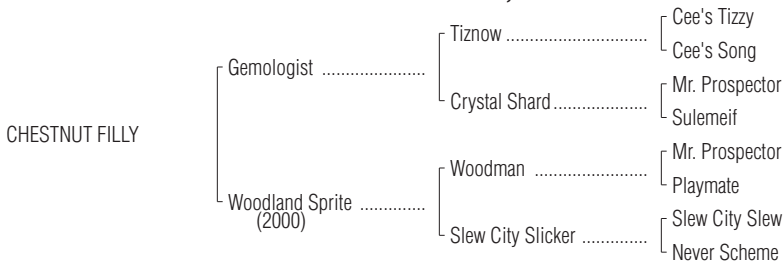 Cee's Tizzy
Tiznow ...............................
Cee's Song
Gemologist ......................
Mr. Prospector
Crystal Shard....................
Sulemeif
CHESTNUT FILLY
Mr. Prospector
Woodman ........................
Playmate
Woodland Sprite ..............
(2000)
Slew City Slew
Slew City Slicker ..............
Never Scheme